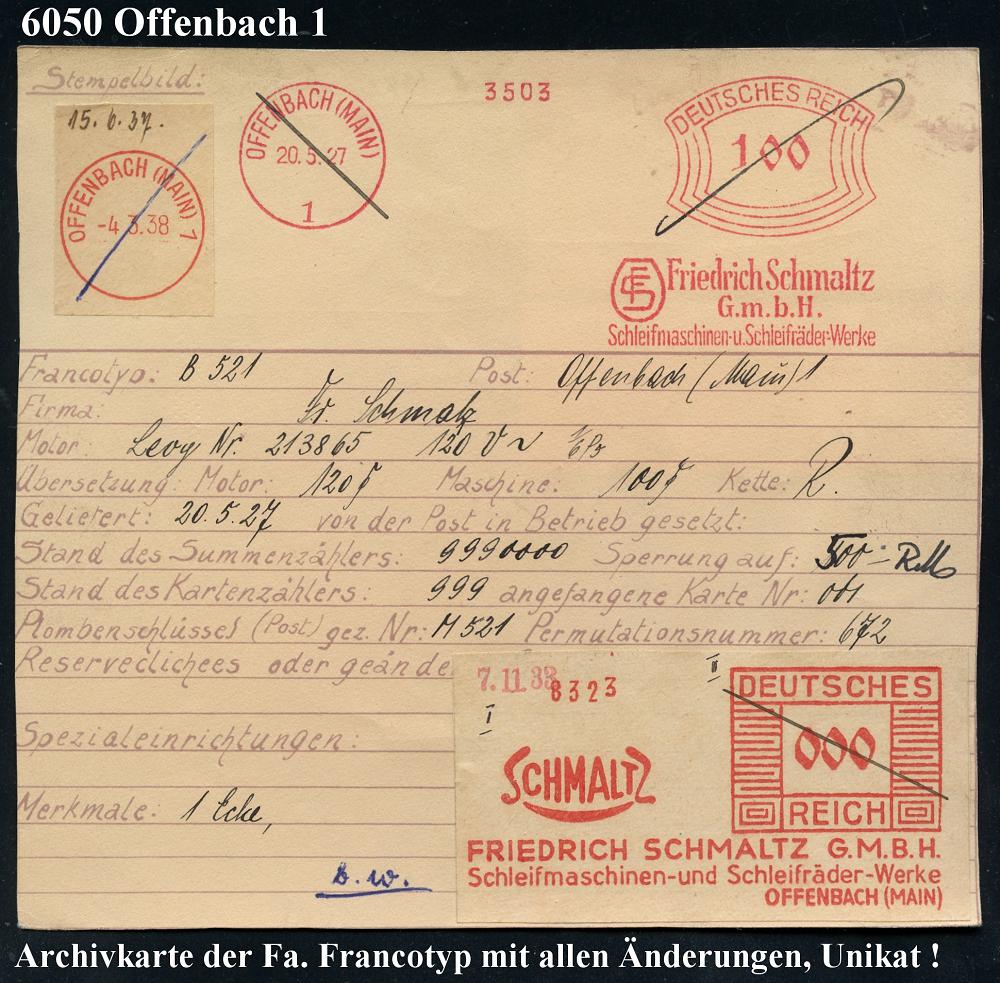 6050 Offenbach 1
Stempelbild:
15. 6. 37.
OFFENBACH (MAIN) 1
-4.3.38
OFFENBACH (MAIN)
20.5.27
1
3503
DEUTSCHES REICH
100
Friedrich Schmaltz
G.m.b.H.
Schleifmaschinen-u.Schleifräder-Werke
Francotyp: B 521 Post: Offenbach (Main) 1
Firma: Fr. Schmalz
Motor: Nr. 213865 120 V ~
Übersetzung: Motor: 120 Maschine: 100 Kette: R.
Geliefert: 20.5.27 von der Post in Betrieb gesetzt:
Stand des Summenzählers: 9990000 Sperrung auf: 500.- RM
Stand des Kartenzählers: 999 angefangene Karte Nr: 001
Plombenschlüssel (Post) gez. Nr: M 521 Permutationsnummer: 672
Reserveclichees oder geände
7.11.33
8323
I
II
DEUTSCHES
000
REICH
SCHMALTZ
FRIEDRICH SCHMALTZ G.M.B.H.
Schleifmaschinen-und Schleifräder-Werke
OFFENBACH (MAIN)
Spezialeinrichtungen:
Merkmale: 1 Ecke,
b. w.
Archivkarte der Fa. Francotyp mit allen Änderungen, Unikat !